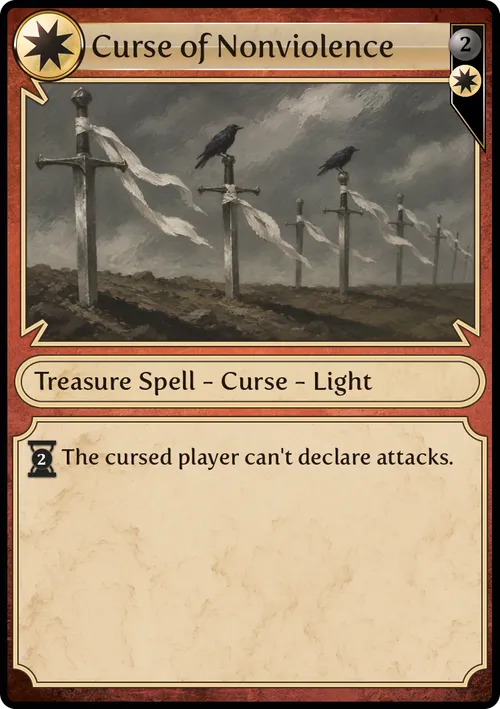 Curse of Nonviolence
2
Treasure Spell - Curse - Light
2 The cursed player can't declare attacks.